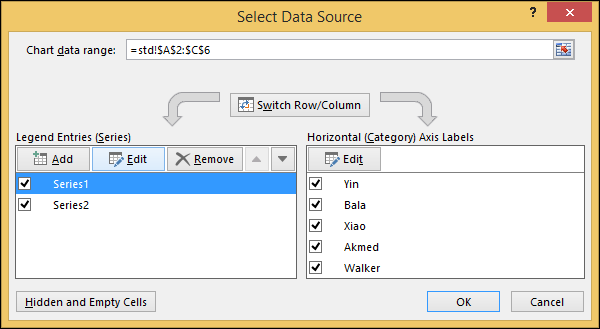 Select Data Source
?
Chart data range: =std!$A$2:$C$6
Switch Row/Column
Legend Entries (Series)
Add Edit Remove
Series1
Series2
Horizontal (Category) Axis Labels
Edit
Yin
Bala
Xiao
Akmed
Walker
Hidden and Empty Cells
OK Cancel